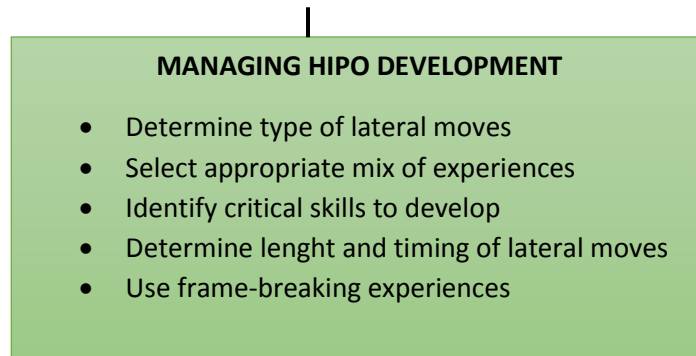 MANAGING HIPO DEVELOPMENT
• Determine type of lateral moves
• Select appropriate mix of experiences
• Identify critical skills to develop
• Determine lenght and timing of lateral moves
• Use frame-breaking experiences